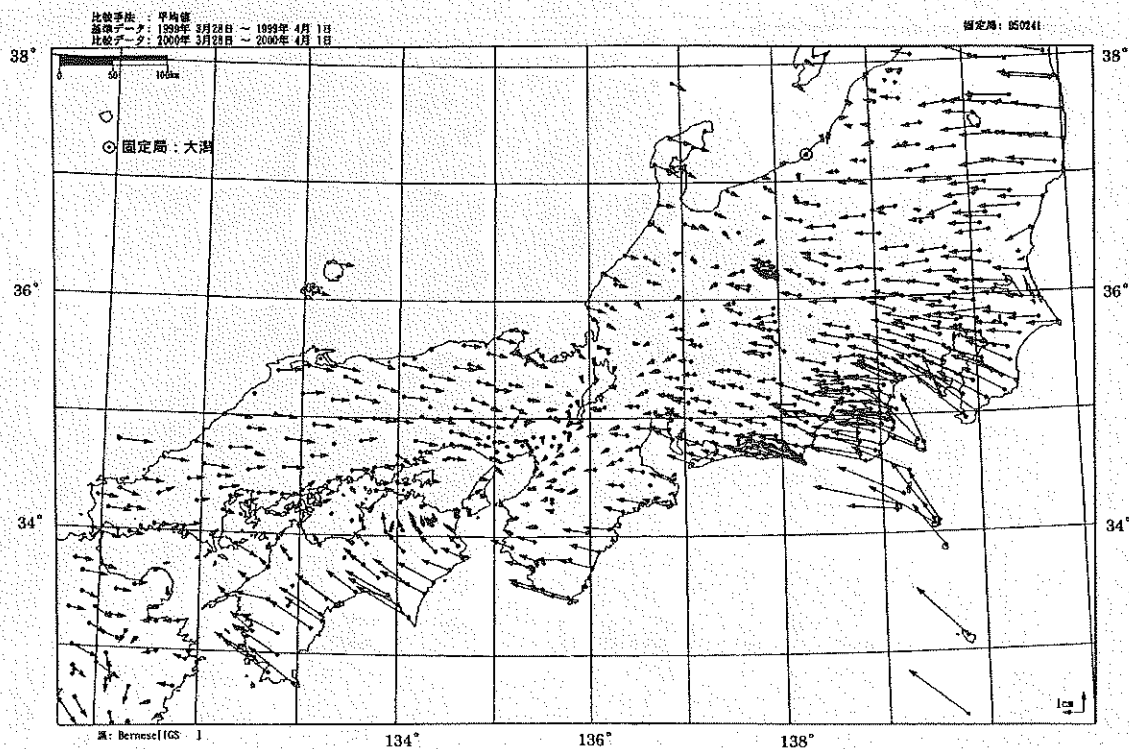 比較手法 : 平均値
基準データ: 1999年 3月28日 ~ 1999年 4月 1日
比較データ: 2000年 3月28日 ~ 2000年 4月 1日
固定局: 950241
38° 38°
0 50 100km
固定局:大潟
36° 36°
34° 34°
1cm
134° 136° 138°